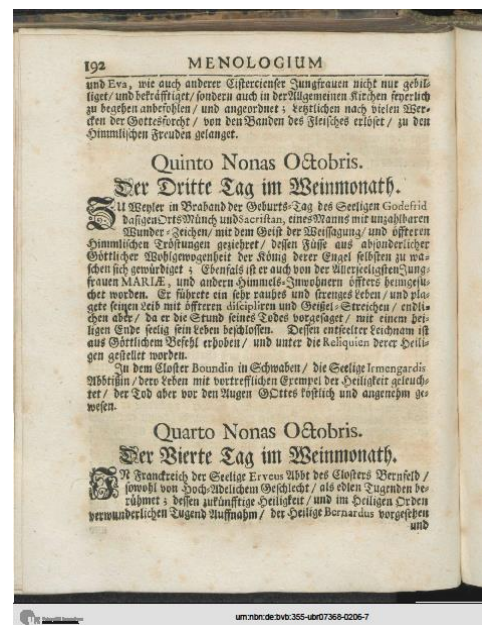 192 MENOLOGIUM
und Eva, wie auch anderer Cistercienser Jungfrauen nicht nur gebil-
liget/ und bekräfftiget/ sondern auch in der Allgemeinen Kirchen feyerlich
zu begehen anbefohlen / und angeordnet ; Letztlichen nach vielen Wer-
cken der Gottesforcht / von den Banden des Fleisches erlöset / zu den
Himmlischen Freuden gelanget.
Quinto Nonas Octobris.
Der Dritte Tag im Weinmonath.
ZU Weyler in Braband der Geburts-Tag des Seeligen Godefrid
dasigen Orts Münch und Sacristan, eines Manns mit unzahlbaren
Wunder-Zeichen/ mit dem Geist der Weissagung/ und öffteren
Himmlischen Tröstungen geziehret / dessen Füsse aus absonderlicher
Göttlicher Wohlgewogenheit der König derer Engel selbsten zu wa-
schen sich gewürdiget ; Ebenfals ist er auch von der Allerseeligsten Jung-
frauen MARIÆ, und andern Himmels-Inwohnern öffters heimgesu-
chet worden. Er führete ein sehr rauhes und strenges Leben / und pla-
gete seinen Leib mit öffteren disciplinen und Geißel-Streichen / endli-
chen aber / da er die Stund seines Todes vorgesaget / mit einem hei-
ligen Ende seelig sein Leben beschlossen. Dessen entseelter Leichnam ist
aus Göttlichem Befehl erhoben / und unter die Reliquien derer Heili-
gen gestellet worden.
In dem Closter Boundin in Schwaben / die Seelige Irmengardis
Abbtißin / dero Leben mit vortrefflichen Exempel der Heiligkeit geleuch-
tet / der Tod aber vor den Augen GOttes köstlich und angenehm ge-
wesen.
Quarto Nonas Octobris.
Der Vierte Tag im Weinmonath.
IN Franckreich der Seelige Erveus Abbt des Closters Bernfeld /
sowohl von Hoch-Adelichem Geschlecht / als edlen Tugenden be-
rühmet ; dessen zukünfftige Heiligkeit / und im Heiligen Orden
verwunderlichen Tugend Auffnahm / der Heilige Bernardus vorgesehen
und
urn:nbn:de:bvb:355-ubr07368-0206-7